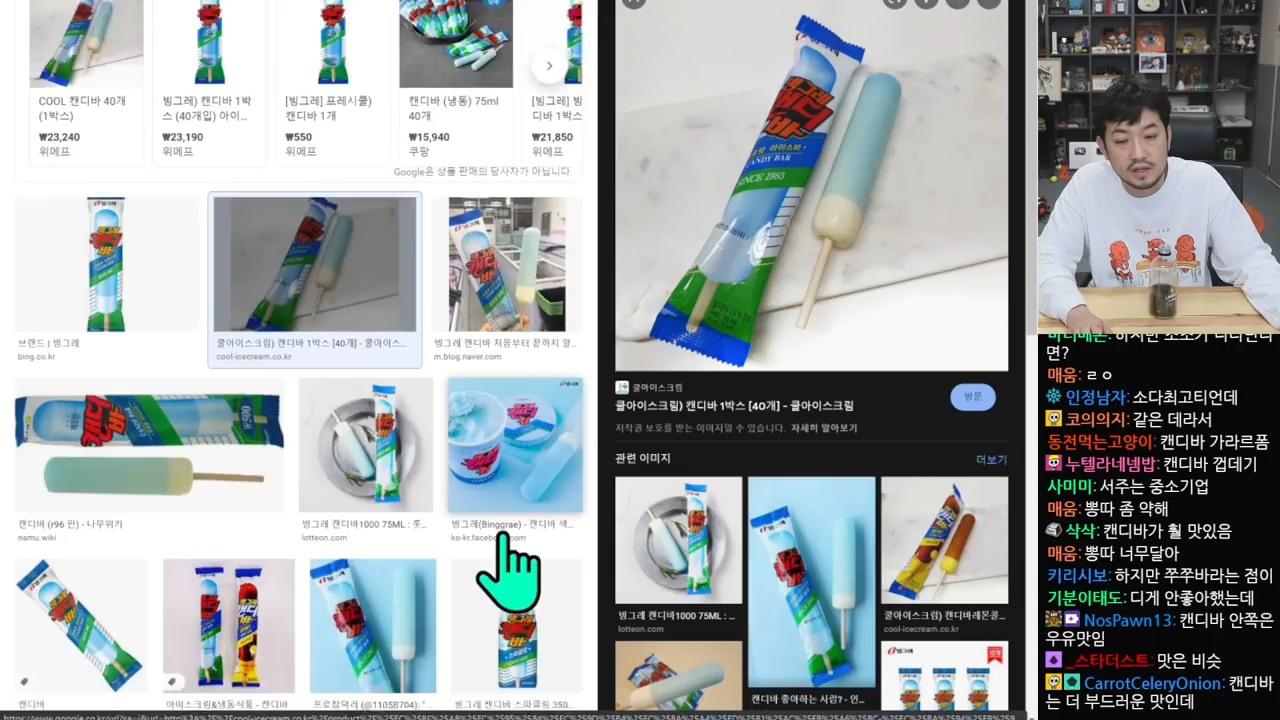 COOL 캔디바 40개
(1박스)
₩23,240
위메프
빙그레) 캔디바 1박
스 (40개입) 아이...
₩23,190
위메프
[빙그레] 프레시쿨)
캔디바 1개
₩550
위메프
캔디바 (냉동) 75ml
40개
₩15,940
쿠팡
[빙그레] 빙
캔디바 1박스
₩21,850
위메프
Google은 상품 판매의 당사자가 아닙니다.
브랜드 | 빙그레
bing.co.kr
쿨아이스크림) 캔디바 1박스 [40개] - 쿨아이스...
cool-icecream.co.kr
빙그레 캔디바 처음부터 끝까지 깔...
m.blog.naver.com
캔디바 (r96 판) - 나무위키
namu.wiki
빙그레 캔디바1000 75ML : 롯...
lotteon.com
빙그레(Binggrae) - 캔디바 색...
캔디바
아이스크림&냉동식품 - 캔디바
프로참덕러 (@1105B704): "...
빙그레 캔디바 스파클링 350...
빙그레
캔디바
CANDY BAR
SINCE 1985
쿨아이스크림
쿨아이스크림) 캔디바 1박스 [40개] - 쿨아이스크림
저작권 보호를 받는 이미지일 수 있습니다. 자세히 알아보기
방문
관련 이미지
더보기
빙그레 캔디바1000 75ML : ...
lotteon.com
캔디바 좋아하는 사람? - 인...
쿨아이스크림) 캔디바레몬콜...
cool-icecream.co.kr
면?
매움: ㄹㅇ
인정남자: 소다최고티언데
코의의지: 같은 데라서
동전먹는고양이: 캔디바 가라르폼
누텔라네넴밥: 캔디바 껍데기
사미미: 서주는 중소기업
매움: 뽕따 좀 약해
삭삭: 캔디바가 훨 맛있음
매움: 뽕따 너무달아
키리시보: 하지만 쭈쭈바라는 점이
기분이태도: 디게 안좋아했는데
NosPawn13: 캔디바 안쪽은
우유맛임
_스타더스트: 맛은 비슷
CarrotCeleryOnion: 캔디바
는 더 부드러운 맛인데